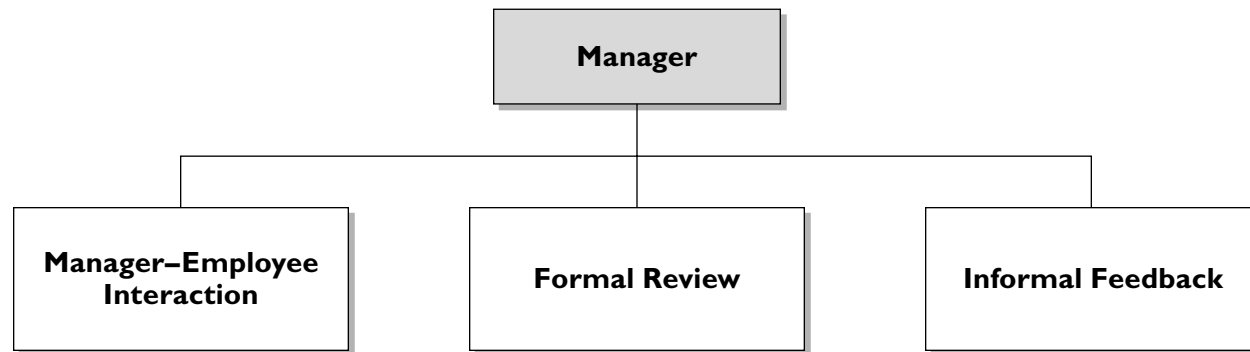 Manager
Manager–Employee
Interaction
Formal Review
Informal Feedback